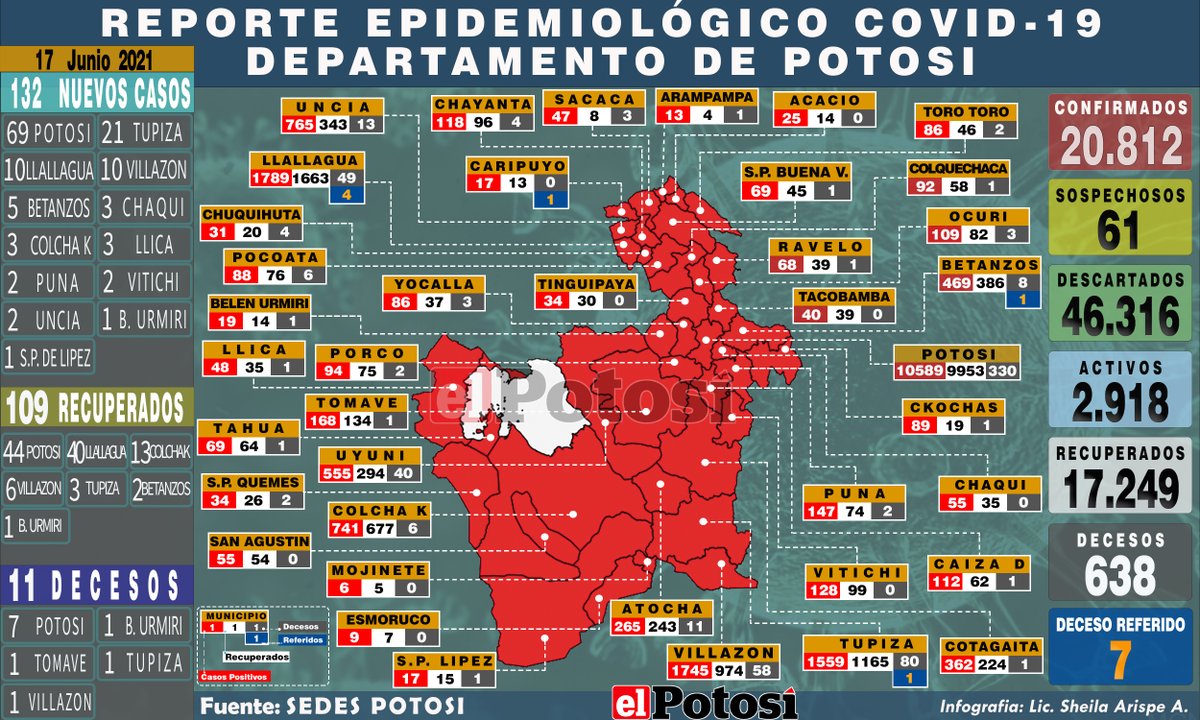 REPORTE EPIDEMIOLÓGICO COVID-19
DEPARTAMENTO DE POTOSI
17 Junio 2021
132 NUEVOS CASOS
69 POTOSI
21 TUPIZA
10 LLALLAGUA
10 VILLAZON
5 BETANZOS
3 CHAQUI
3 COLCHA K
3 LLICA
2 PUNA
2 VITICHI
2 UNCIA
1 B. URMIRI
1 S.P. DE LIPEZ
109 RECUPERADOS
44 POTOSI
40 LLALLAGUA
13 COLCHAK
6 VILLAZON
3 TUPIZA
2 BETANZOS
1 B. URMIRI
11 DECESOS
7 POTOSI
1 B. URMIRI
1 TOMAVE
1 TUPIZA
1 VILLAZON
UNCIA
765 343 13
CHAYANTA
118 96 4
SACACA
47 8 3
ARAMPAMPA
13 4 1
ACACIO
25 14 0
TORO TORO
86 46 2
LLALLAGUA
1789 1663 49
4
CARIPUYO
17 13 0
1
S.P. BUENA V.
69 45 1
COLQUECHACA
92 58 1
CHUQUIHUTA
31 20 4
OCURI
109 82 3
POCOATA
88 76 6
RAVELO
68 39 1
YOCALLA
86 37 3
TINGUIPAYA
34 30 0
BETANZOS
469 386 8
1
TACOBAMBA
40 39 0
BELEN URMIRI
19 14 1
LLICA
48 35 1
PORCO
94 75 2
POTOSI
10589 9953 330
el Potosí
TOMAVE
168 134 1
CKOCHAS
89 19 1
TAHUA
69 64 1
UYUNI
555 294 40
S.P. QUEMES
34 26 2
PUNA
147 74 2
CHAQUI
55 35 0
COLCHA K
741 677 6
SAN AGUSTIN
55 54 0
MOJINETE
6 5 0
VITICHI
128 99 0
CAIZA D
112 62 1
ESMORUCO
9 7 0
ATOCHA
265 243 11
S.P. LIPEZ
17 15 1
VILLAZON
1745 974 58
TUPIZA
1559 1165 80
1
COTAGAITA
362 224 1
MUNICIPIO
1 1 1
1
Decesos
Referidos
Recuperados
Casos Positivos
CONFIRMADOS
20.812
SOSPECHOSOS
61
DESCARTADOS
46.316
ACTIVOS
2.918
RECUPERADOS
17.249
DECESOS
638
DECESO REFERIDO
7
Fuente: SEDES POTOSI
el Potosí
Infografia: Lic. Sheila Arispe A.